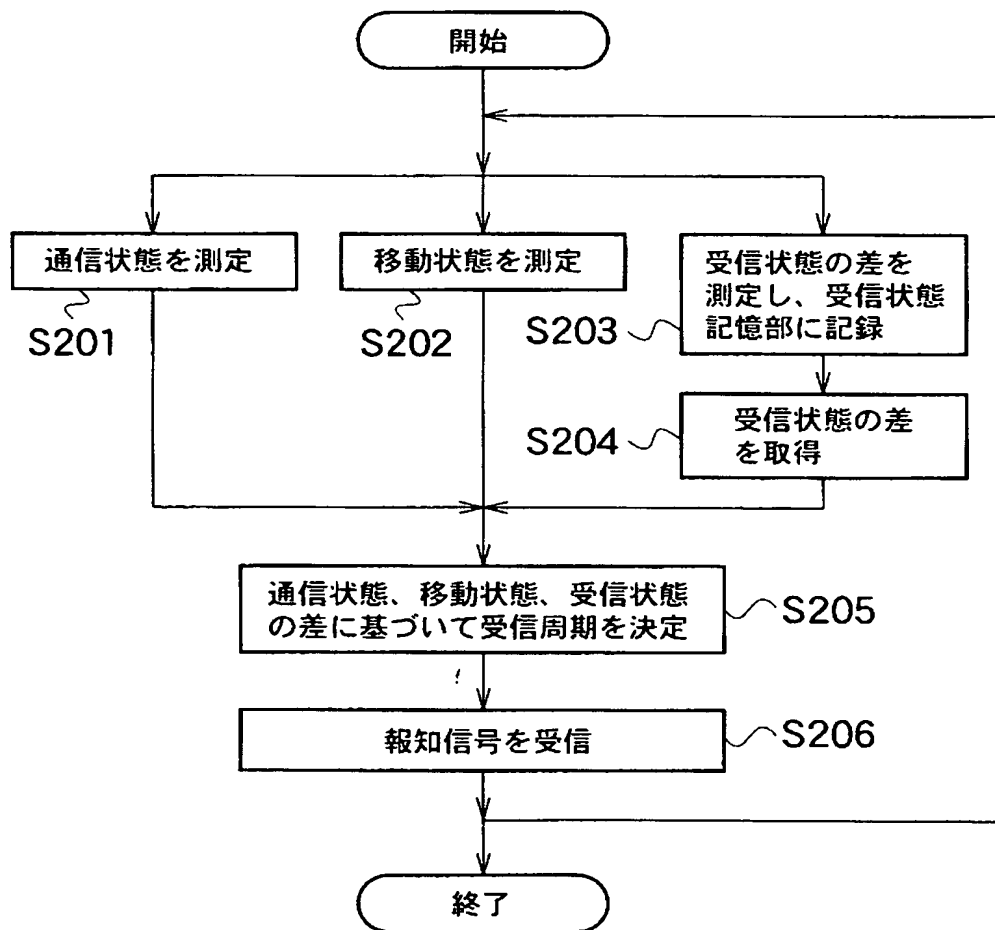 開始
通信状態を測定
S201
移動状態を測定
S202
受信状態の差を
測定し、受信状態
記憶部に記録
S203
受信状態の差
を取得
S204
通信状態、移動状態、受信状態
の差に基づいて受信周期を決定
S205
報知信号を受信
S206
終了